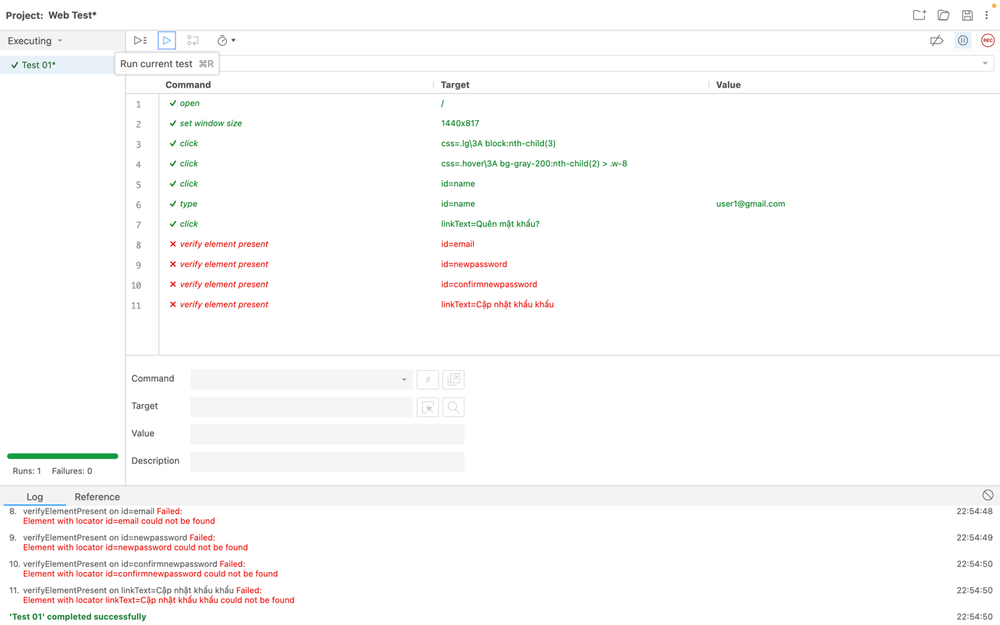 Project: Web Test*
Executing
Run current test ⌘R
REC
✓ Test 01*
Command Target Value
1 ✓ open /
2 ✓ set window size 1440x817
3 ✓ click css=.lg\3A block:nth-child(3)
4 ✓ click css=.hover\3A bg-gray-200:nth-child(2) > .w-8
5 ✓ click id=name
6 ✓ type id=name user1@gmail.com
7 ✓ click linkText=Quên mật khẩu?
8 ✕ verify element present id=email
9 ✕ verify element present id=newpassword
10 ✕ verify element present id=confirmnewpassword
11 ✕ verify element present linkText=Cập nhật khẩu khẩu
Command //
Target
Value
Description
Runs: 1 Failures: 0
Log Reference
8. verifyElementPresent on id=email Failed: 22:54:48
Element with locator id=email could not be found
9. verifyElementPresent on id=newpassword Failed: 22:54:49
Element with locator id=newpassword could not be found
10. verifyElementPresent on id=confirmnewpassword Failed: 22:54:50
Element with locator id=confirmnewpassword could not be found
11. verifyElementPresent on linkText=Cập nhật khẩu khẩu Failed: 22:54:50
Element with locator linkText=Cập nhật khẩu khẩu could not be found
'Test 01' completed successfully 22:54:50